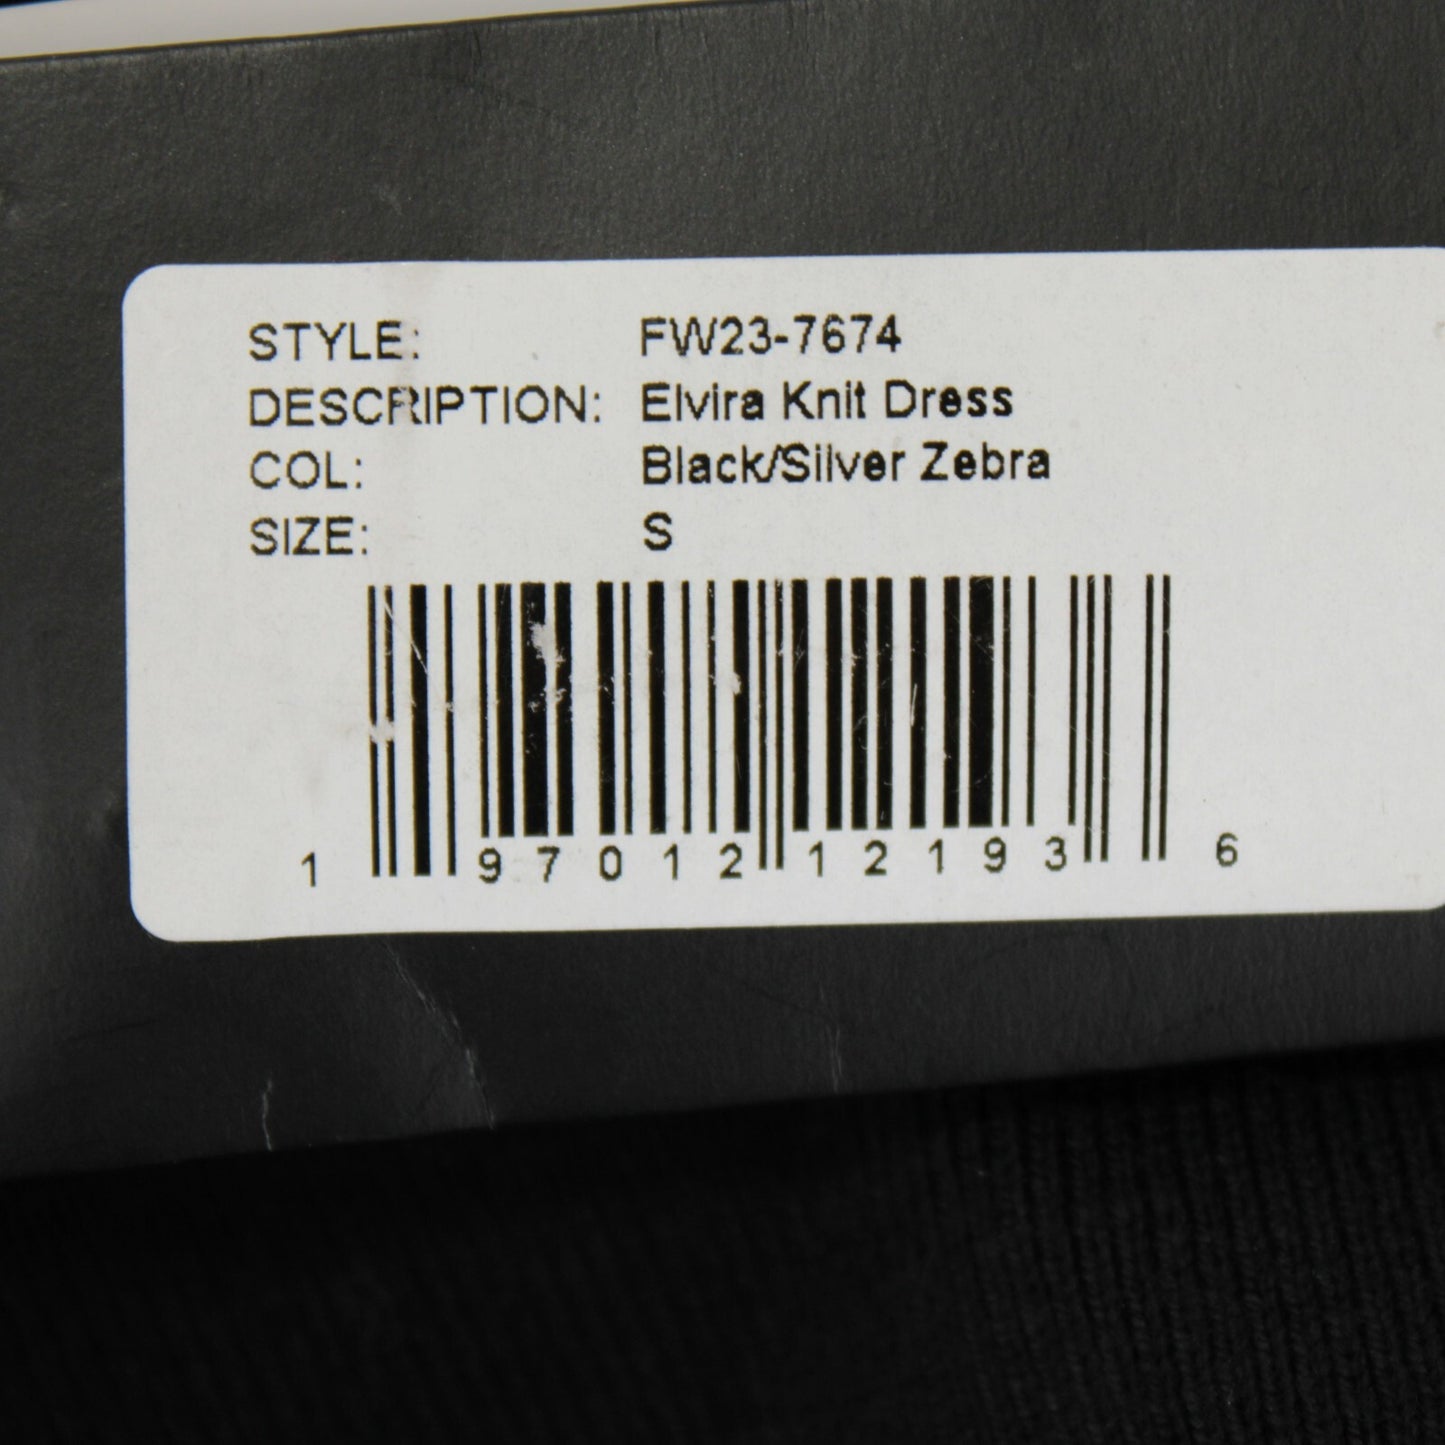 STYLE: FW23-7674
DESCRIPTION: Elvira Knit Dress
COL: Black/Silver Zebra
SIZE: S
1 97012 12193 6